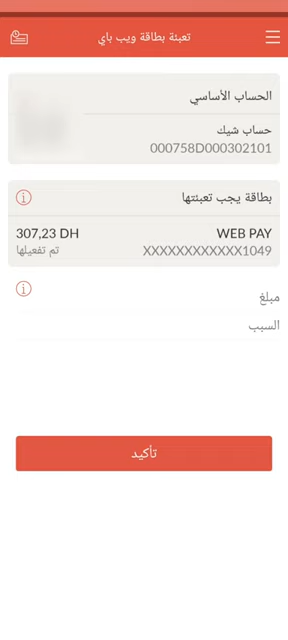 تعبئة بطاقة ويب باي
الحساب الأساسي
حساب شيك
000758D000302101
بطاقة يجب تعبئتها
WEB PAY
307,23 DH
XXXXXXXXXXXX1049
تم تفعيلها
مبلغ
السبب
تأكيد